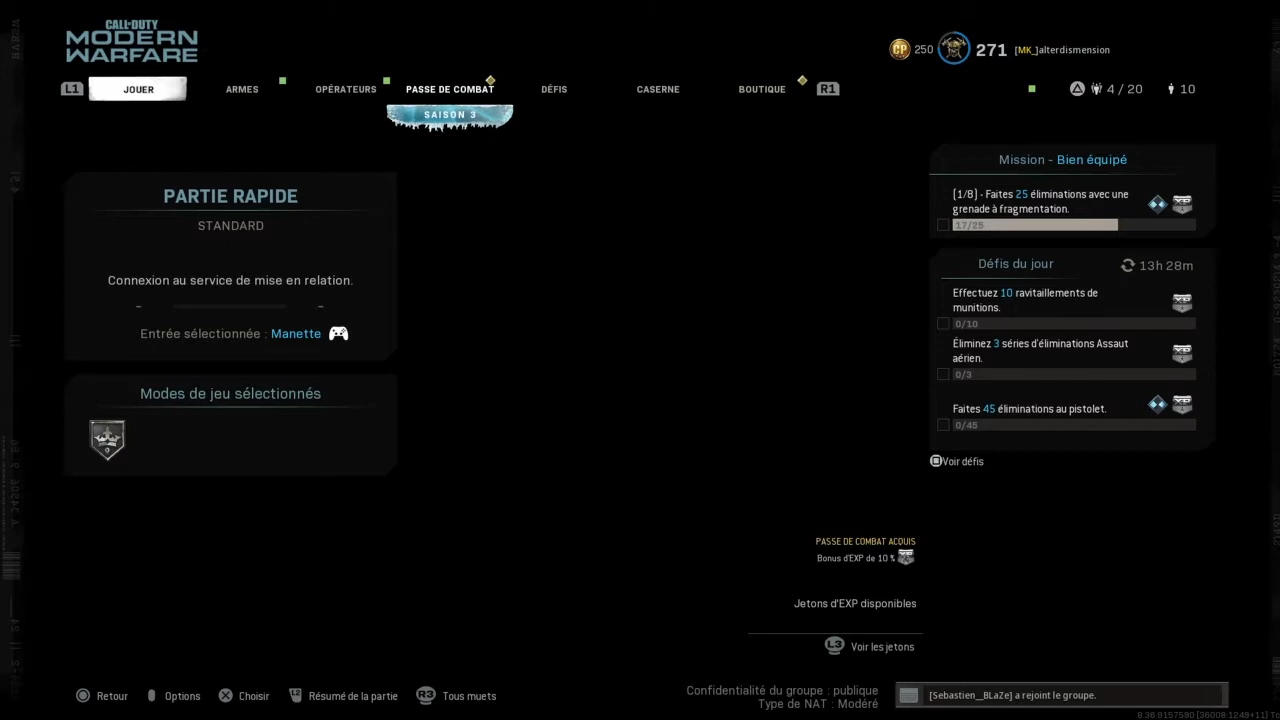 CALL OF DUTY
MODERN
WARFARE
CP 250 271 [MK_]alterdismension
L1 JOUER ARMES OPÉRATEURS PASSE DE COMBAT DÉFIS CASERNE BOUTIQUE R1 4 / 20 10
SAISON 3
PARTIE RAPIDE
STANDARD
Connexion au service de mise en relation.
Entrée sélectionnée : Manette
Modes de jeu sélectionnés
Mission - Bien équipé
[1/8] - Faites 25 éliminations avec une
grenade à fragmentation.
17/25
Défis du jour 13h 28m
Effectuez 10 ravitaillements de
munitions.
0/10
Éliminez 3 séries d'éliminations Assaut
aérien.
0/3
Faites 45 éliminations au pistolet.
0/45
Voir défis
PASSE DE COMBAT ACQUIS
Bonus d'EXP de 10 %
Jetons d'EXP disponibles
L3 Voir les jetons
Retour Options Choisir L2 Résumé de la partie R3 Tous muets
Confidentialité du groupe : publique
Type de NAT : Modéré
[Sebastien__BLaZe] a rejoint le groupe.